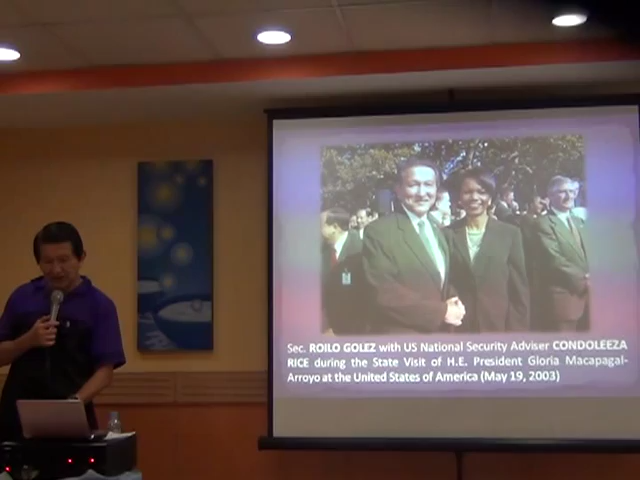 Sec. ROILO GOLEZ with US National Security Adviser CONDOLEEZA
RICE during the State Visit of H.E. President Gloria Macapagal-
Arroyo at the United States of America (May 19, 2003)